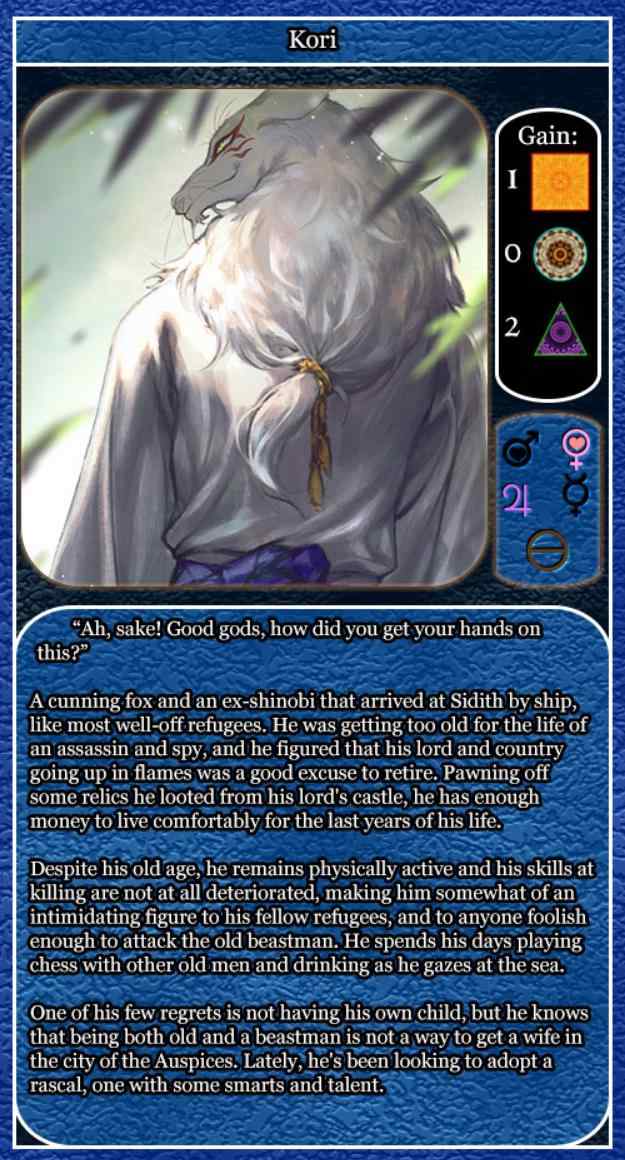 Kori
Gain:
1
0
2
“Ah, sake! Good gods, how did you get your hands on
this?”
A cunning fox and an ex-shinobi that arrived at Sidith by ship,
like most well-off refugees. He was getting too old for the life of
an assassin and spy, and he figured that his lord and country
going up in flames was a good excuse to retire. Pawning off
some relics he looted from his lord's castle, he has enough
money to live comfortably for the last years of his life.
Despite his old age, he remains physically active and his skills at
killing are not at all deteriorated, making him somewhat of an
intimidating figure to his fellow refugees, and to anyone foolish
enough to attack the old beastman. He spends his days playing
chess with other old men and drinking as he gazes at the sea.
One of his few regrets is not having his own child, but he knows
that being both old and a beastman is not a way to get a wife in
the city of the Auspices. Lately, he's been looking to adopt a
rascal, one with some smarts and talent.